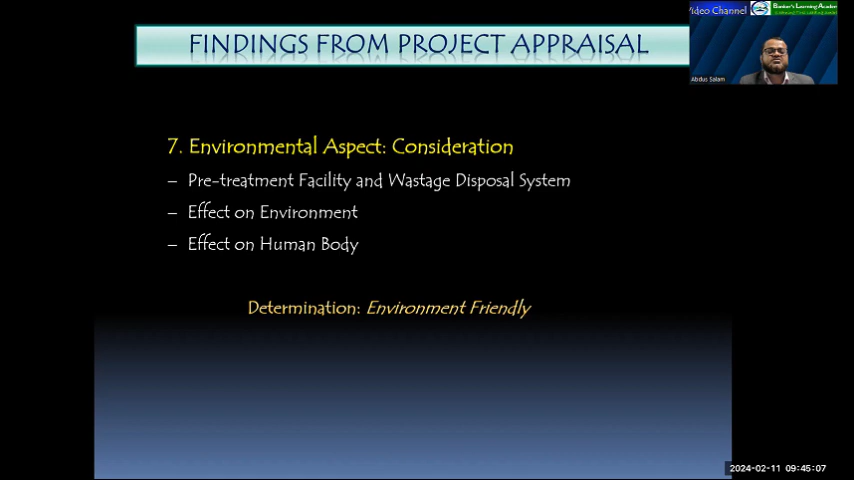 FINDINGS FROM PROJECT APPRAISAL
Video Channel
Banker's Learning Academy
Abdus Salam
7. Environmental Aspect: Consideration
– Pre-treatment Facility and Wastage Disposal System
– Effect on Environment
– Effect on Human Body
Determination: Environment Friendly
2024-02-11 09:45:07